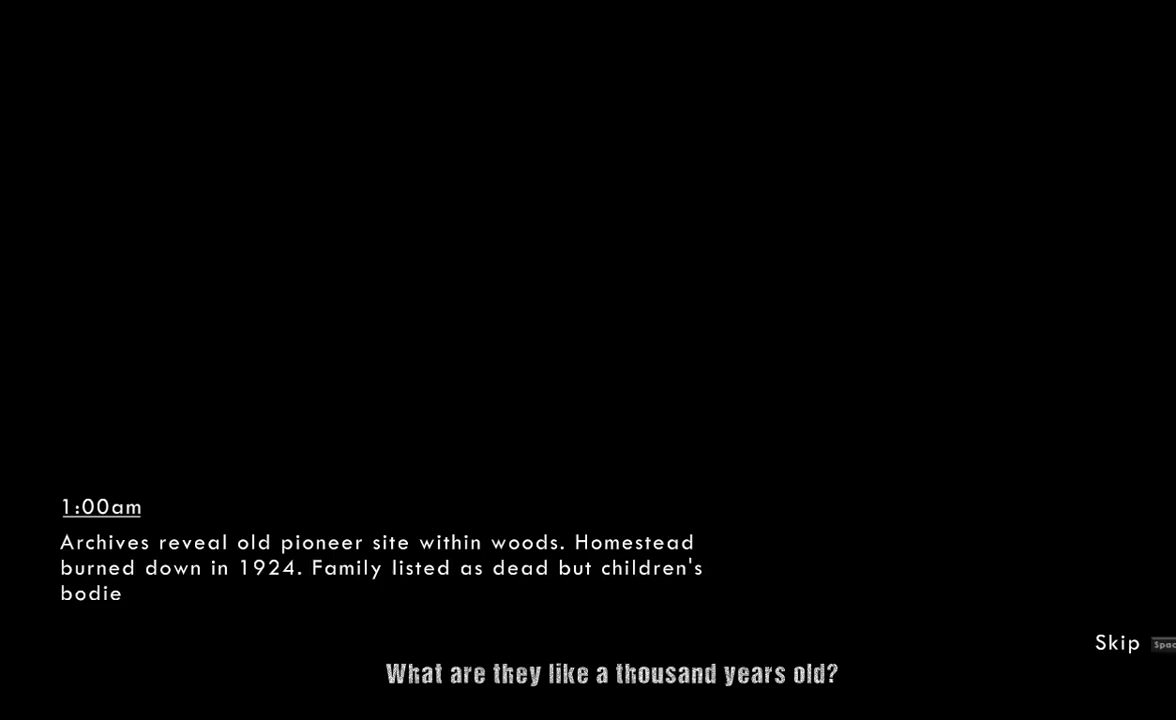 1:00am
Archives reveal old pioneer site within woods. Homestead
burned down in 1924. Family listed as dead but children's
bodie
Skip Spac
What are they like a thousand years old?